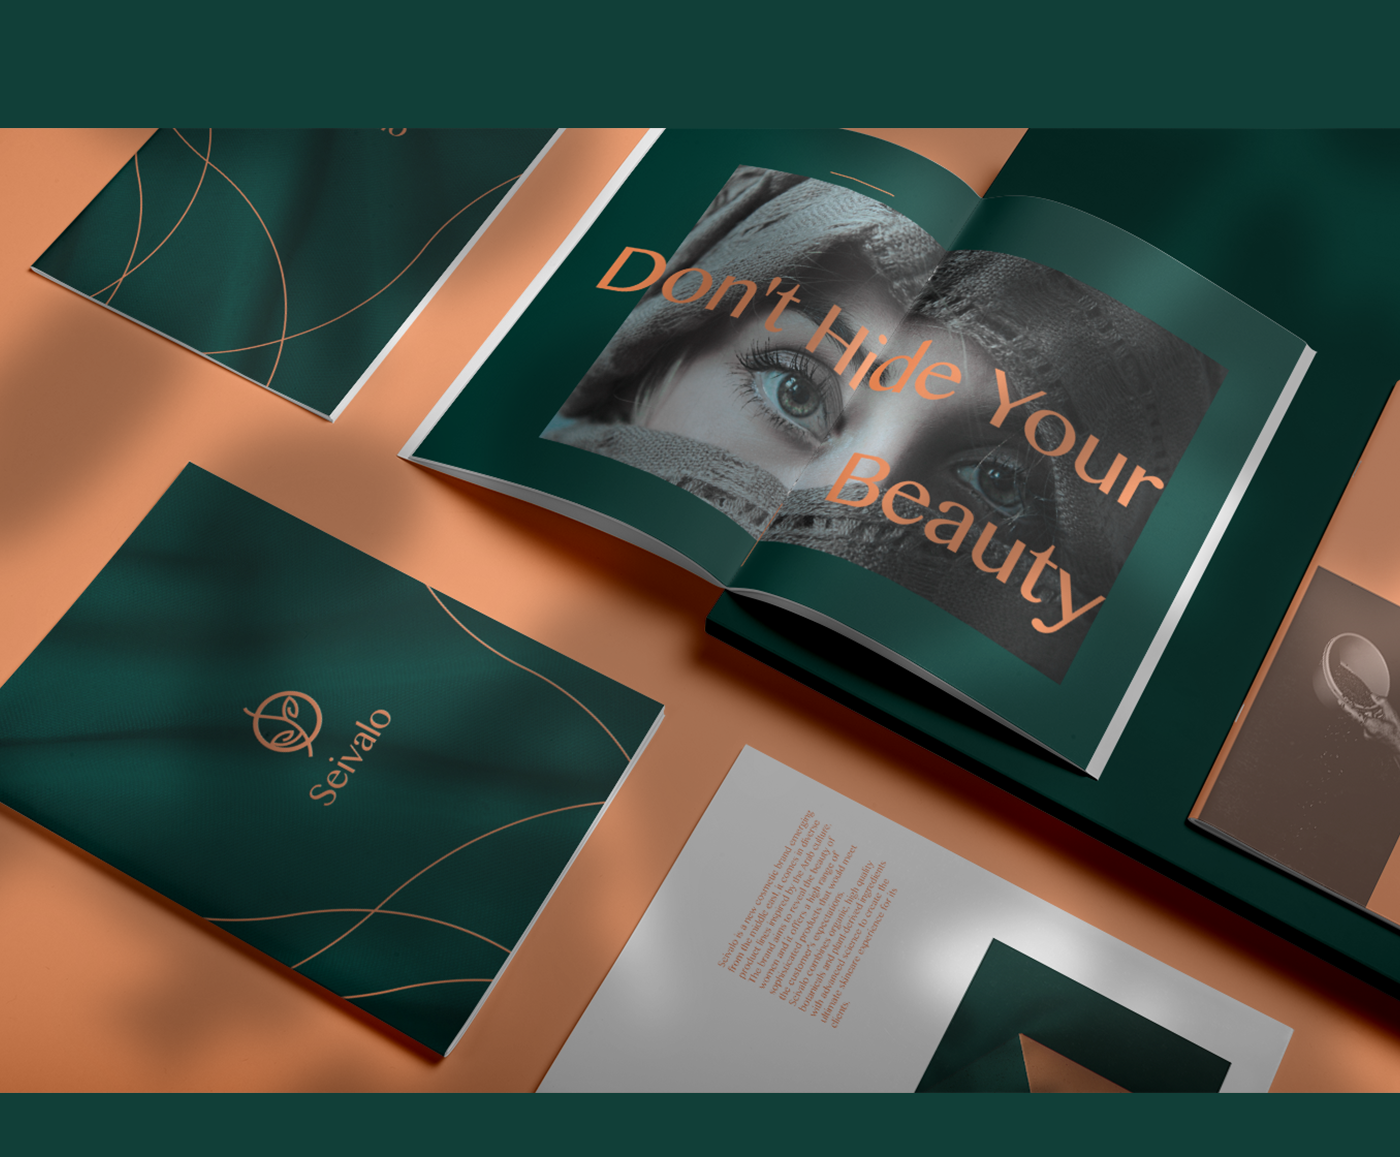 Don't Hide Your
Beauty
Seivalo
Seivalo is a new cosmetic brand emerging
from the middle east, it comes in diverse
product lines inspired by the Arab culture.
The brand aims to reveal the beauty of
women and it offers a high range of
sophisticated products that would meet
the customer's expectations.
Seivalo combines organic, high quality
botanicals and plant derived ingredients
with advanced science to create the
ultimate skincare experience for its
clients.